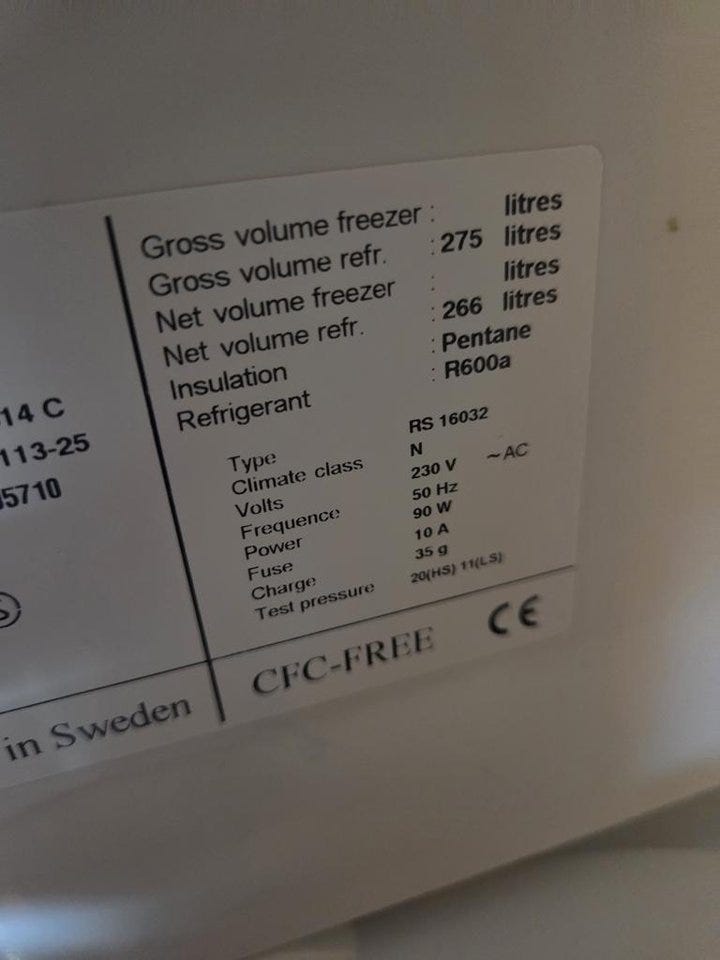 Gross volume freezer : litres
Gross volume refr. : 275 litres
Net volume freezer : litres
Net volume refr. : 266 litres
Insulation : Pentane
Refrigerant : R600a
14 C
113-25
5710
Type RS 16032
Climate class N
Volts 230 V ~AC
Frequence 50 Hz
Power 90 W
Fuse 10 A
Charge 35 g
Test pressure 20(HS) 11(LS)
S
in Sweden
CFC-FREE CE